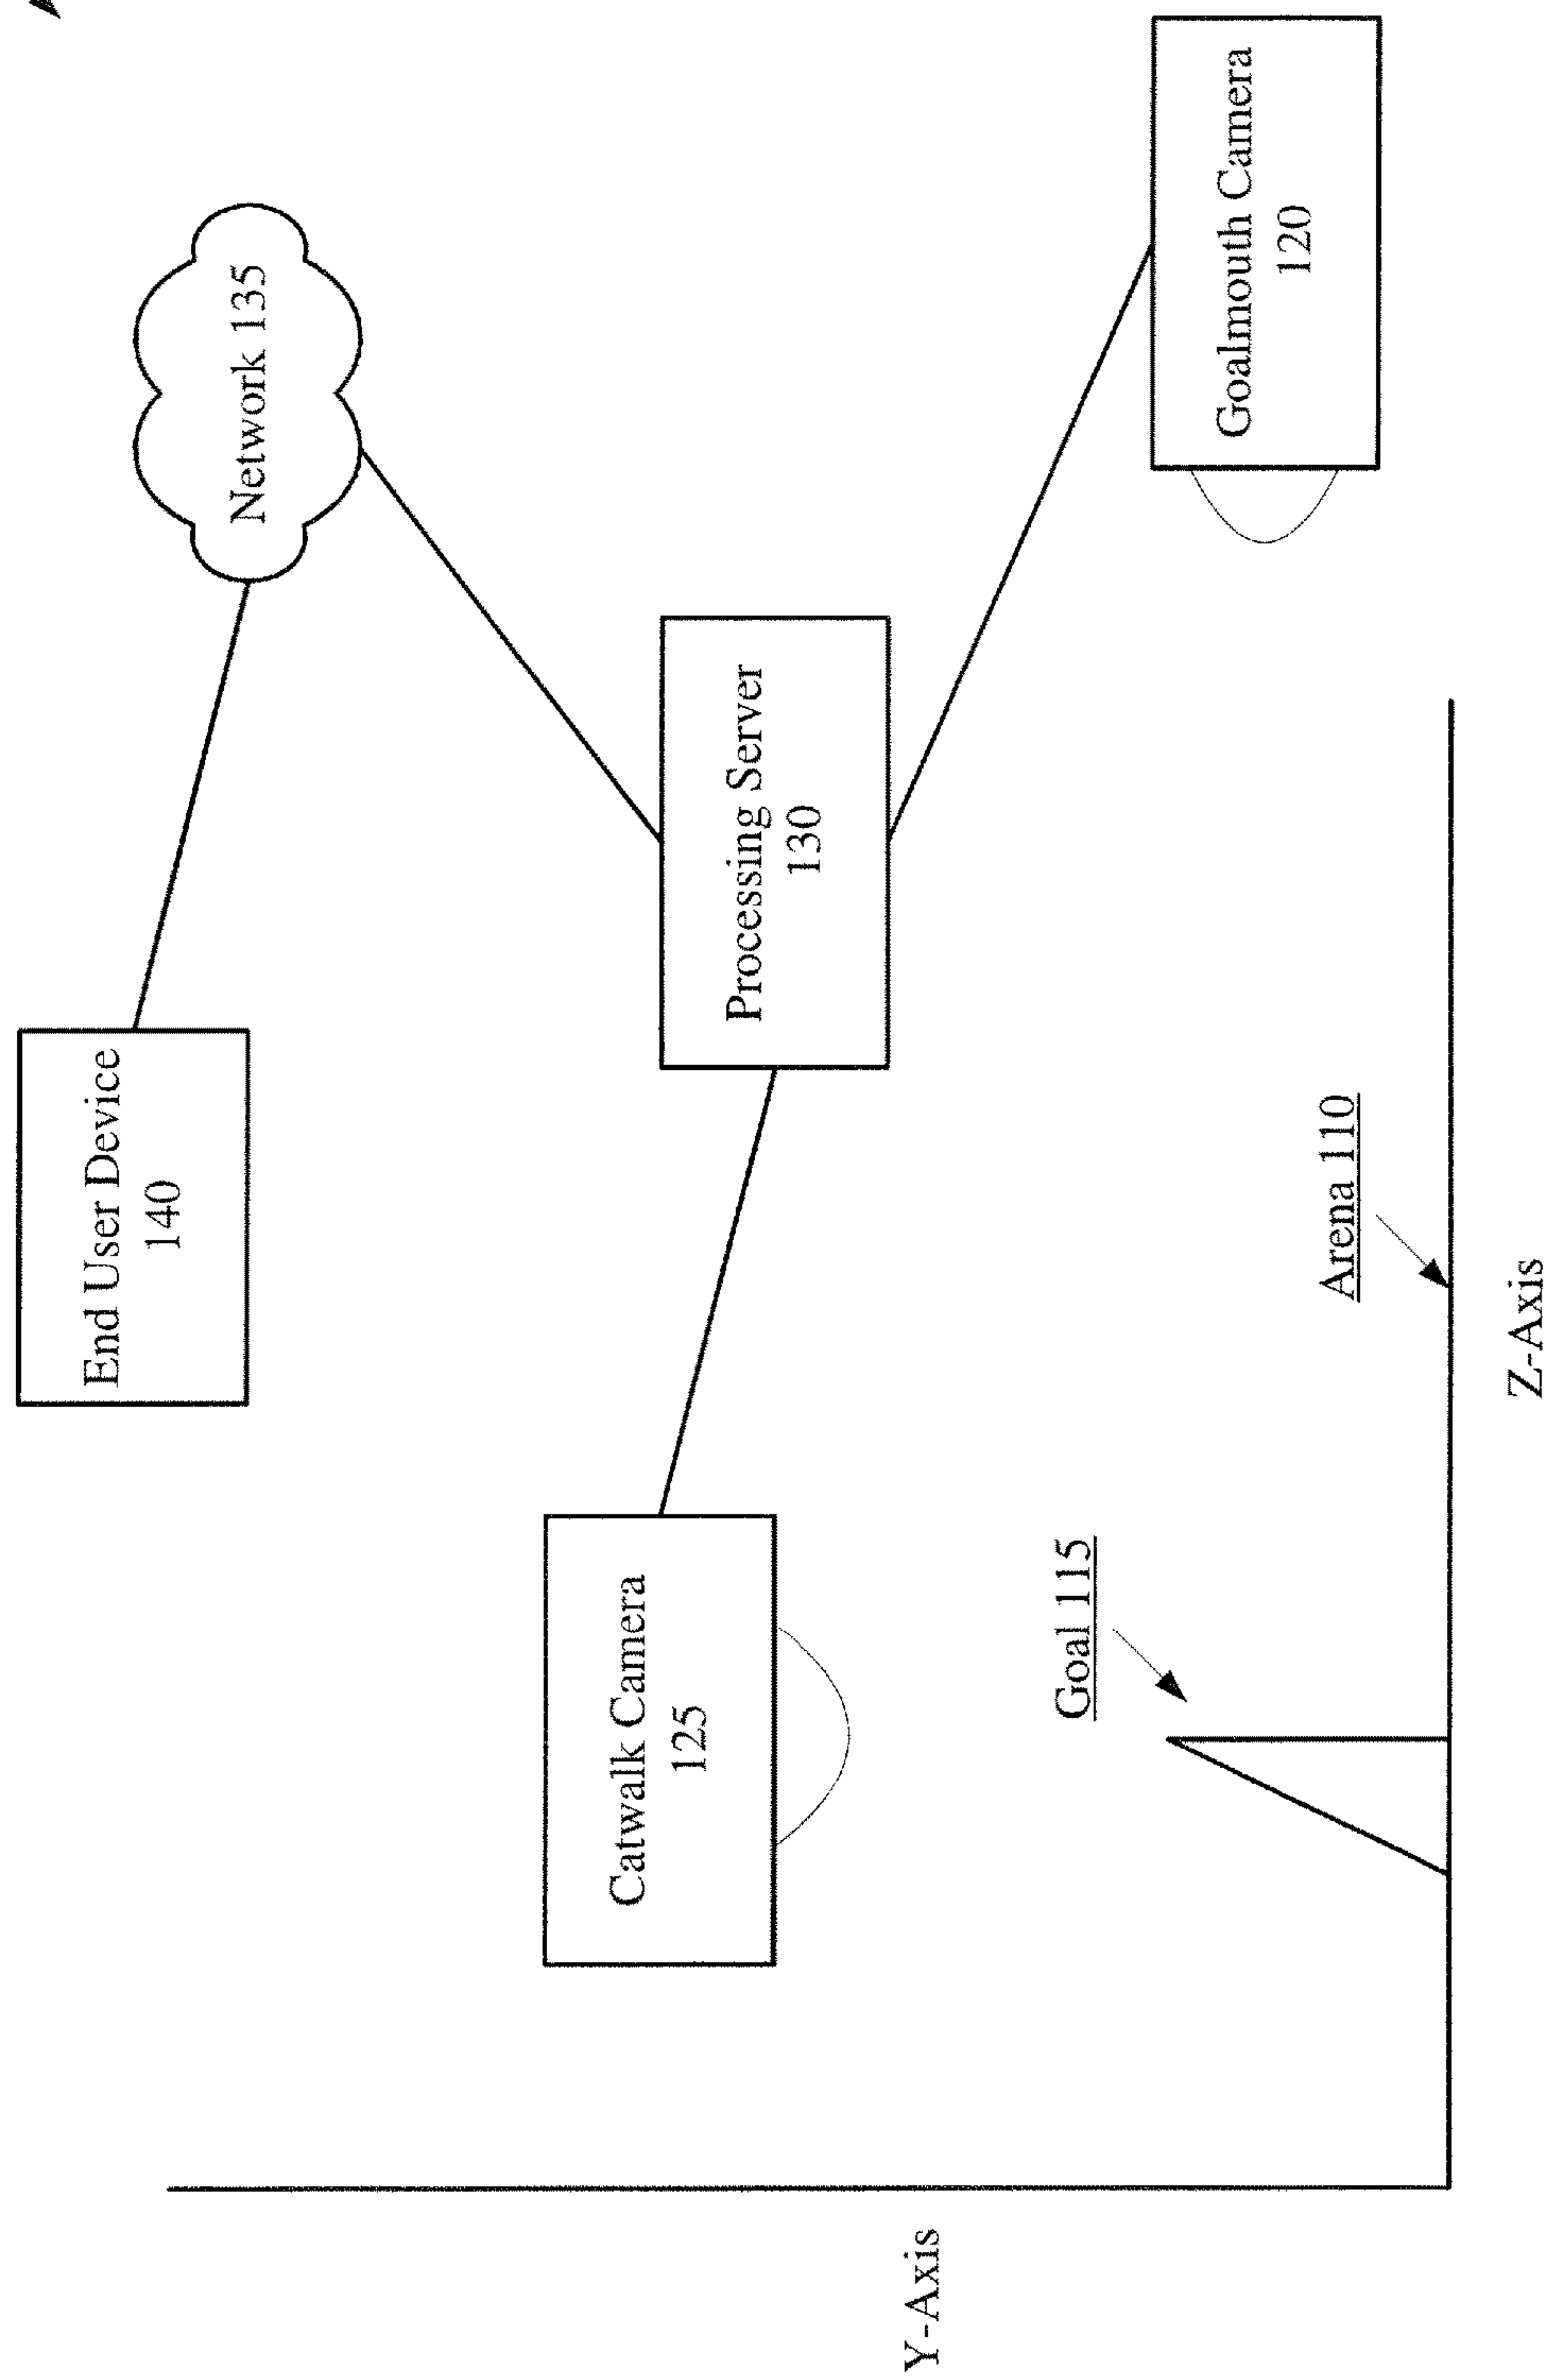 End User Device
140
Network 135
Catwalk Camera
125
Processing Server
130
Y-Axis
Goal 115
Goalmouth Camera
120
Arena 110
Z-Axis